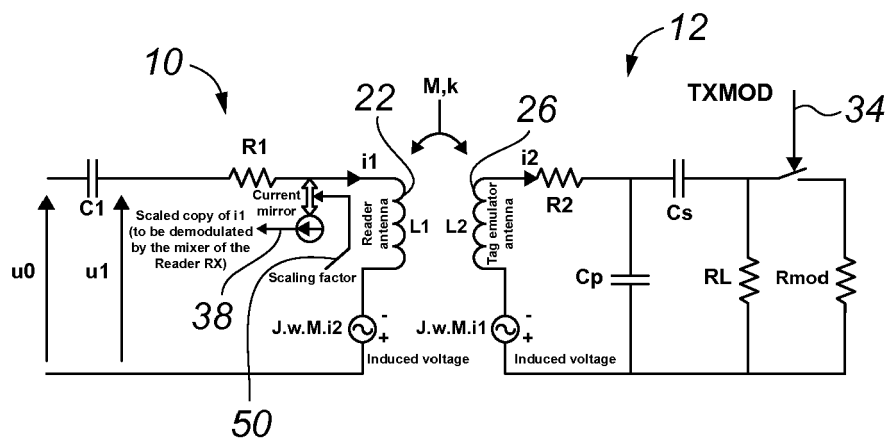 12
10
M,k
TXMOD
34
22
26
R1
i1
i2
C1
Current
mirror
Scaled copy of i1
(to be demodulated
by the mixer of the
Reader RX)
Reader
antenna
L1
L2
Tag emulator
antenna
R2
Cs
u0
u1
38
Scaling factor
Cp
RL
Rmod
J.w.M.i2
-
+
J.w.M.i1
-
+
Induced voltage
Induced voltage
50